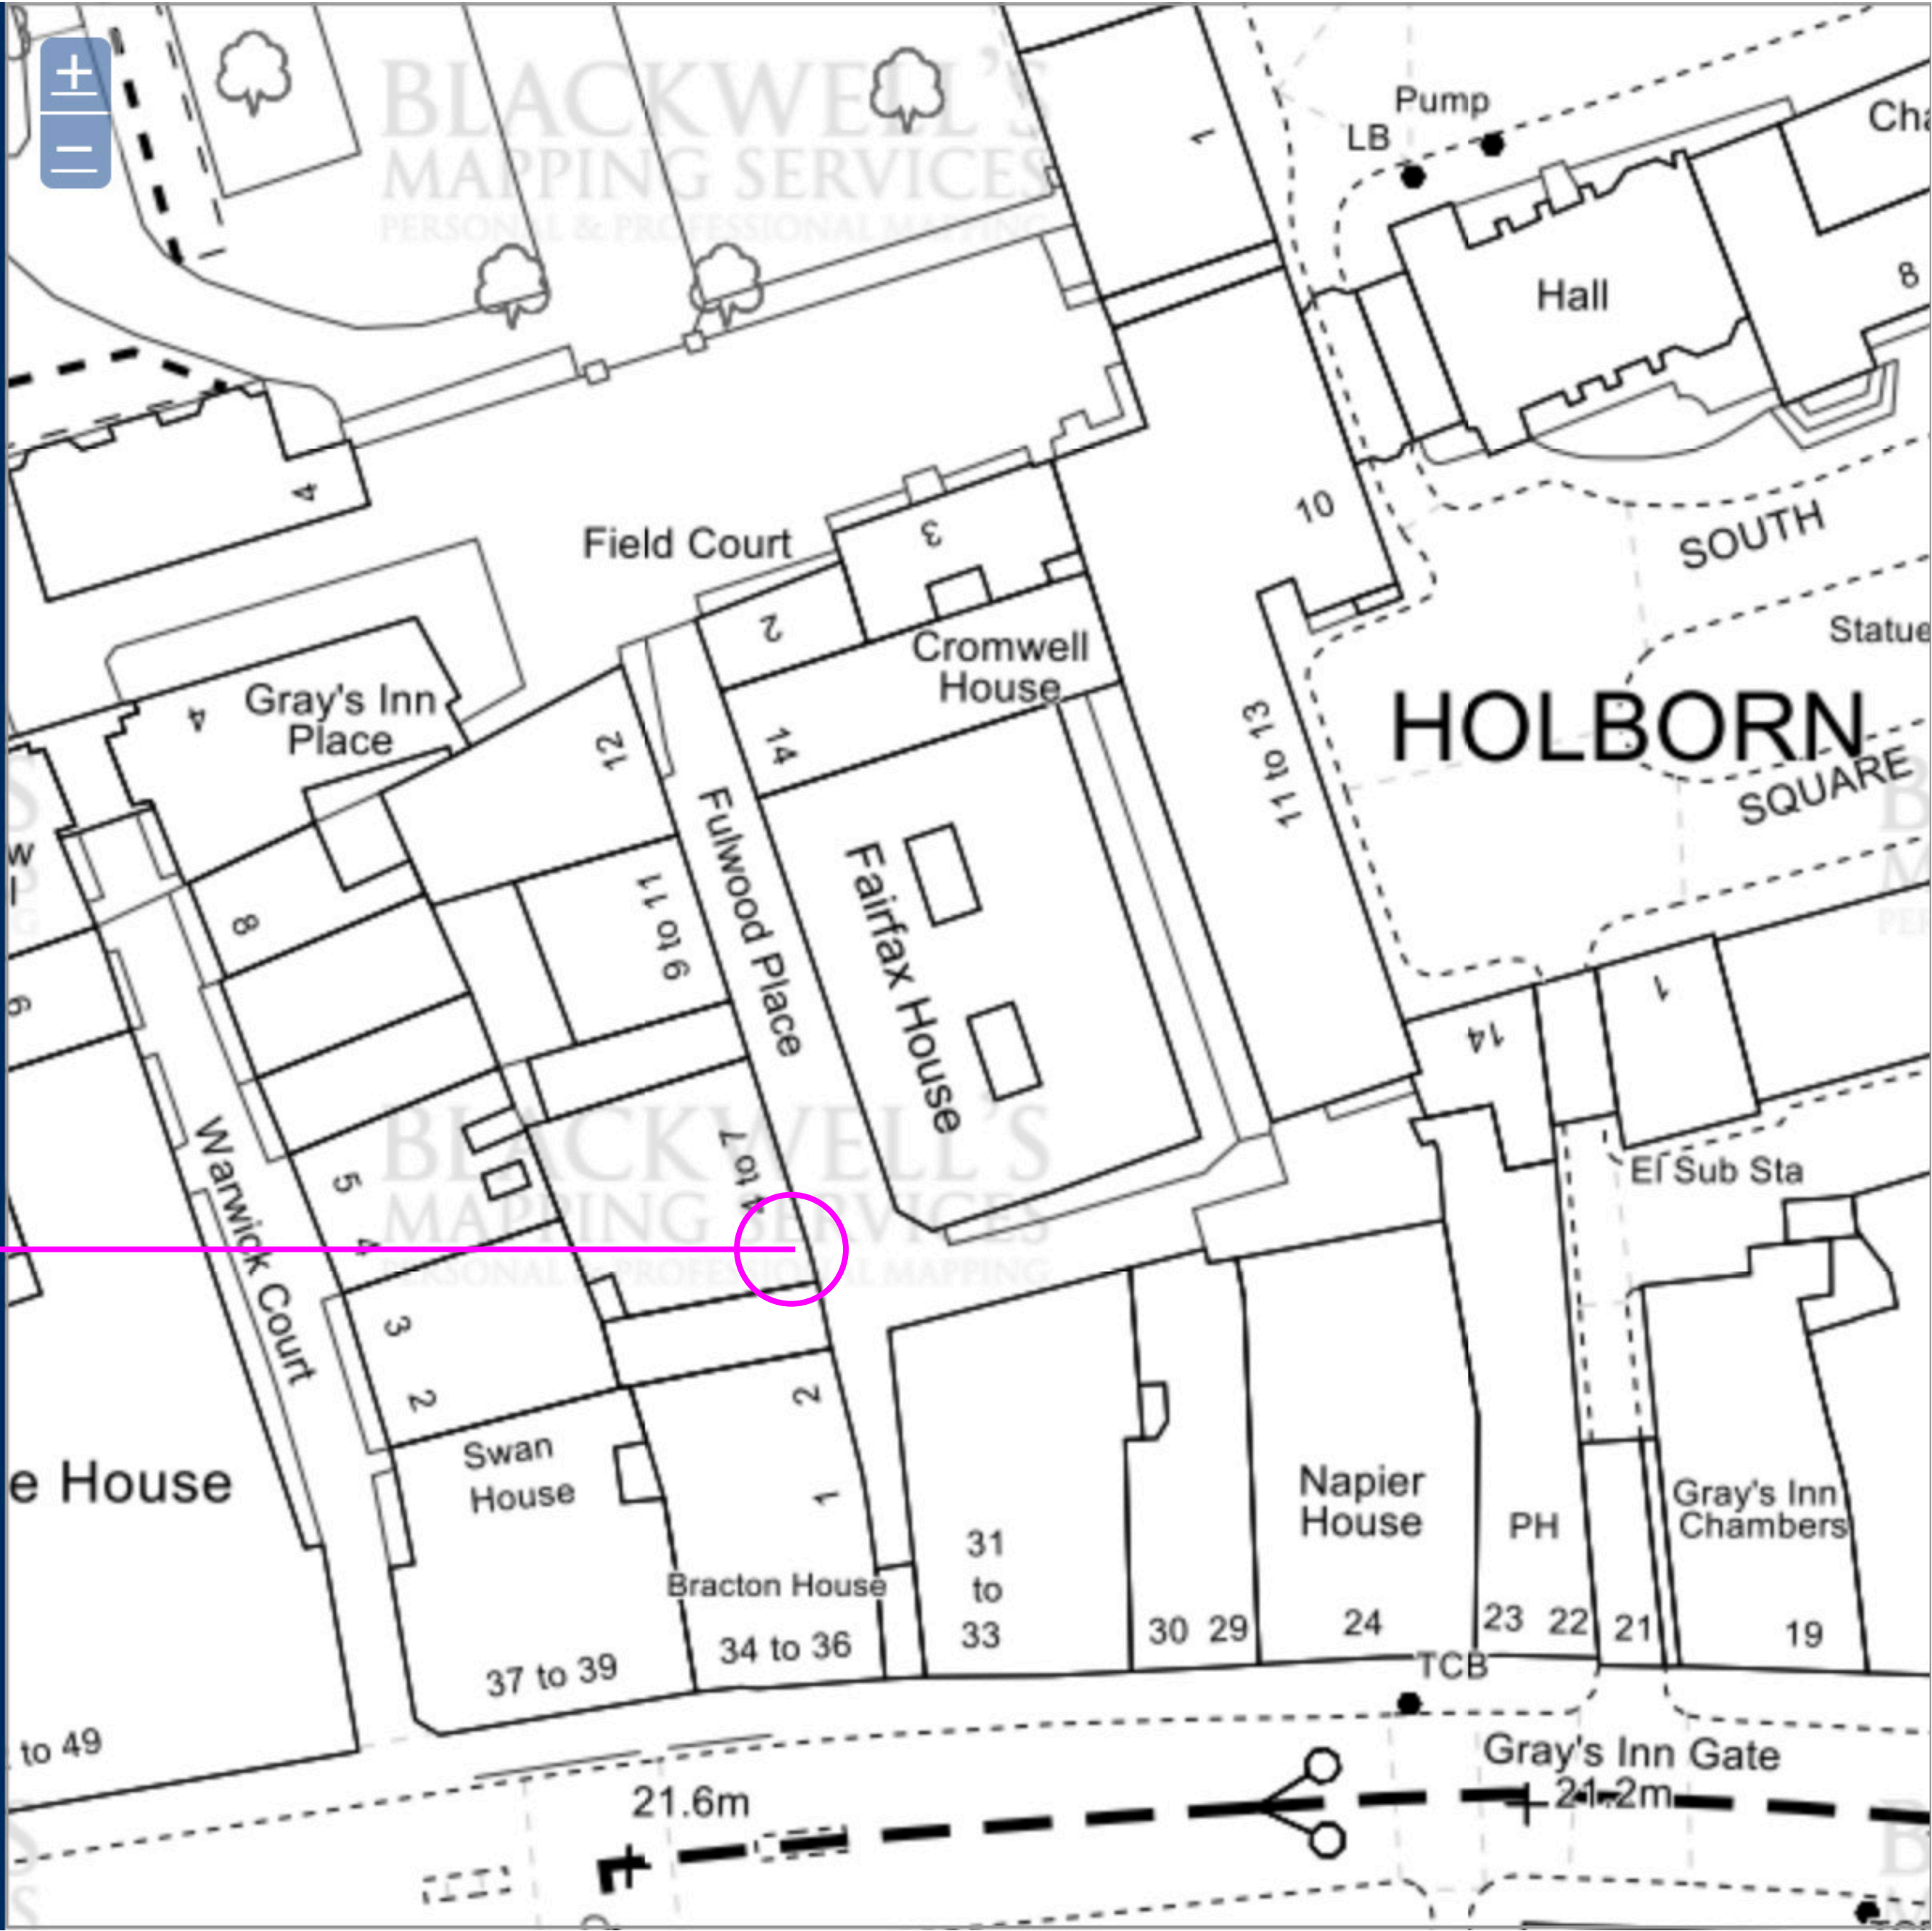 +
−
BLACKWELL'S
MAPPING SERVICES
PERSONAL & PROFESSIONAL MAPPING
1
Pump
LB
Cha
Hall
8
4
Field Court
3
10
SOUTH
2
Cromwell
House
Statue
4
Gray's Inn
Place
12
14
11 to 13
HOLBORN
SQUARE
Fulwood Place
Fairfax House
9 to 11
8
6
14
1
El Sub Sta
Warwick Court
5
4
4 to 7
BLACKWELL'S
MAPPING SERVICES
PERSONAL & PROFESSIONAL MAPPING
3
2
2
1
e House
Swan
House
Bracton House
34 to 36
37 to 39
31
to
33
30
29
Napier
House
24
PH
23
22
21
Gray's Inn
Chambers
19
TCB
to 49
Gray's Inn Gate
21.6m
21.2m